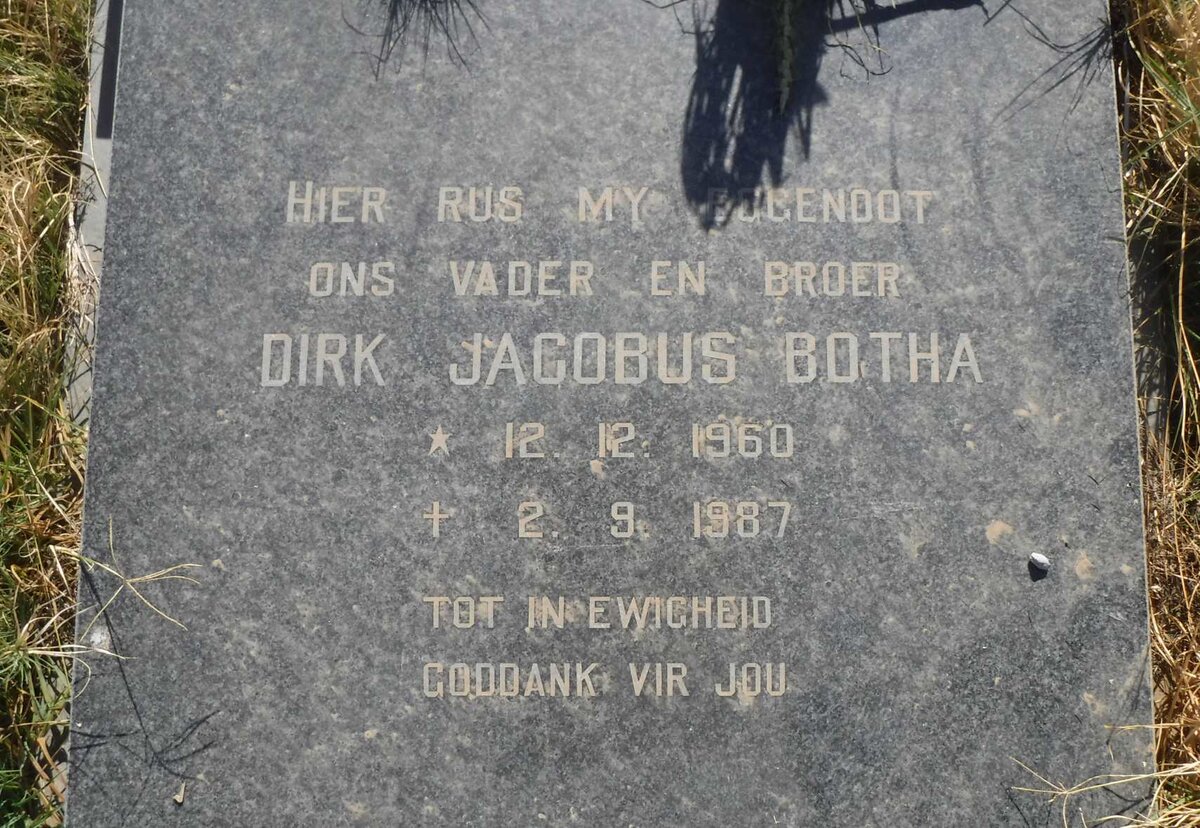 HIER RUS MY EGGENOOT
ONS VADER EN BROER
DIRK JACOBUS BOTHA
★ 12. 12. 1960
✝ 2. 9. 1987
TOT IN EWIGHEID
GODDANK VIR JOU